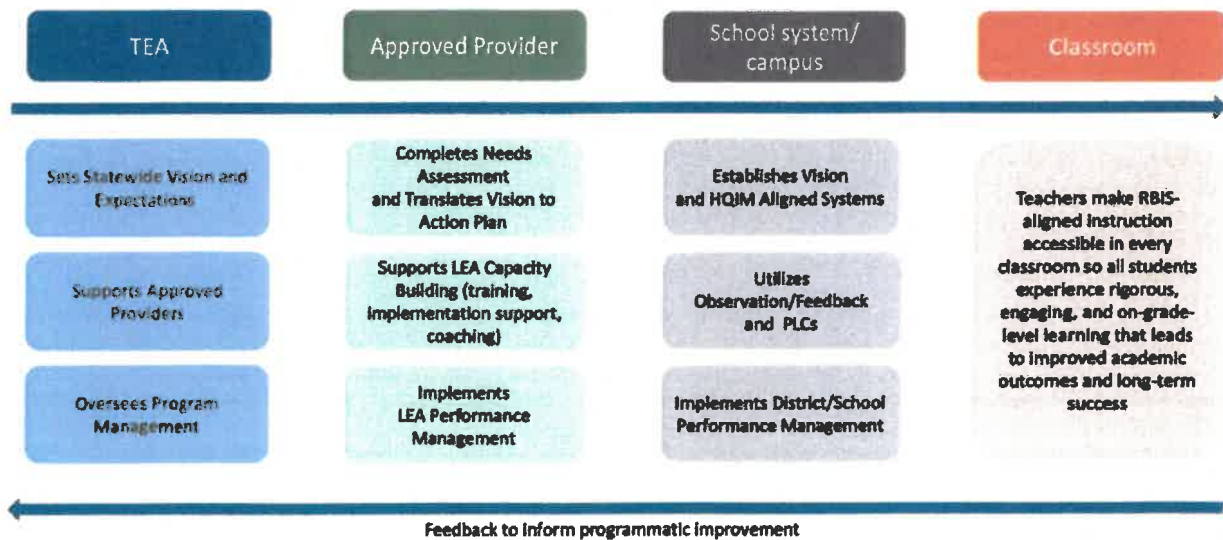 TEA
Approved Provider
School system/
campus
Classroom
Sets Statewide Vision and
Expectations
Supports Approved
Providers
Oversees Program
Management
Completes Needs
Assessment
and Translates Vision to
Action Plan
Supports LEA Capacity
Building (training,
implementation support,
coaching)
Implements
LEA Performance
Management
Establishes Vision
and HQIM Aligned Systems
Utilizes
Observation/Feedback
and PLCs
Implements District/School
Performance Management
Teachers make RBIS-
aligned instruction
accessible in every
classroom so all students
experience rigorous,
engaging, and on-grade-
level learning that leads
to improved academic
outcomes and long-term
success
Feedback to inform programmatic improvement